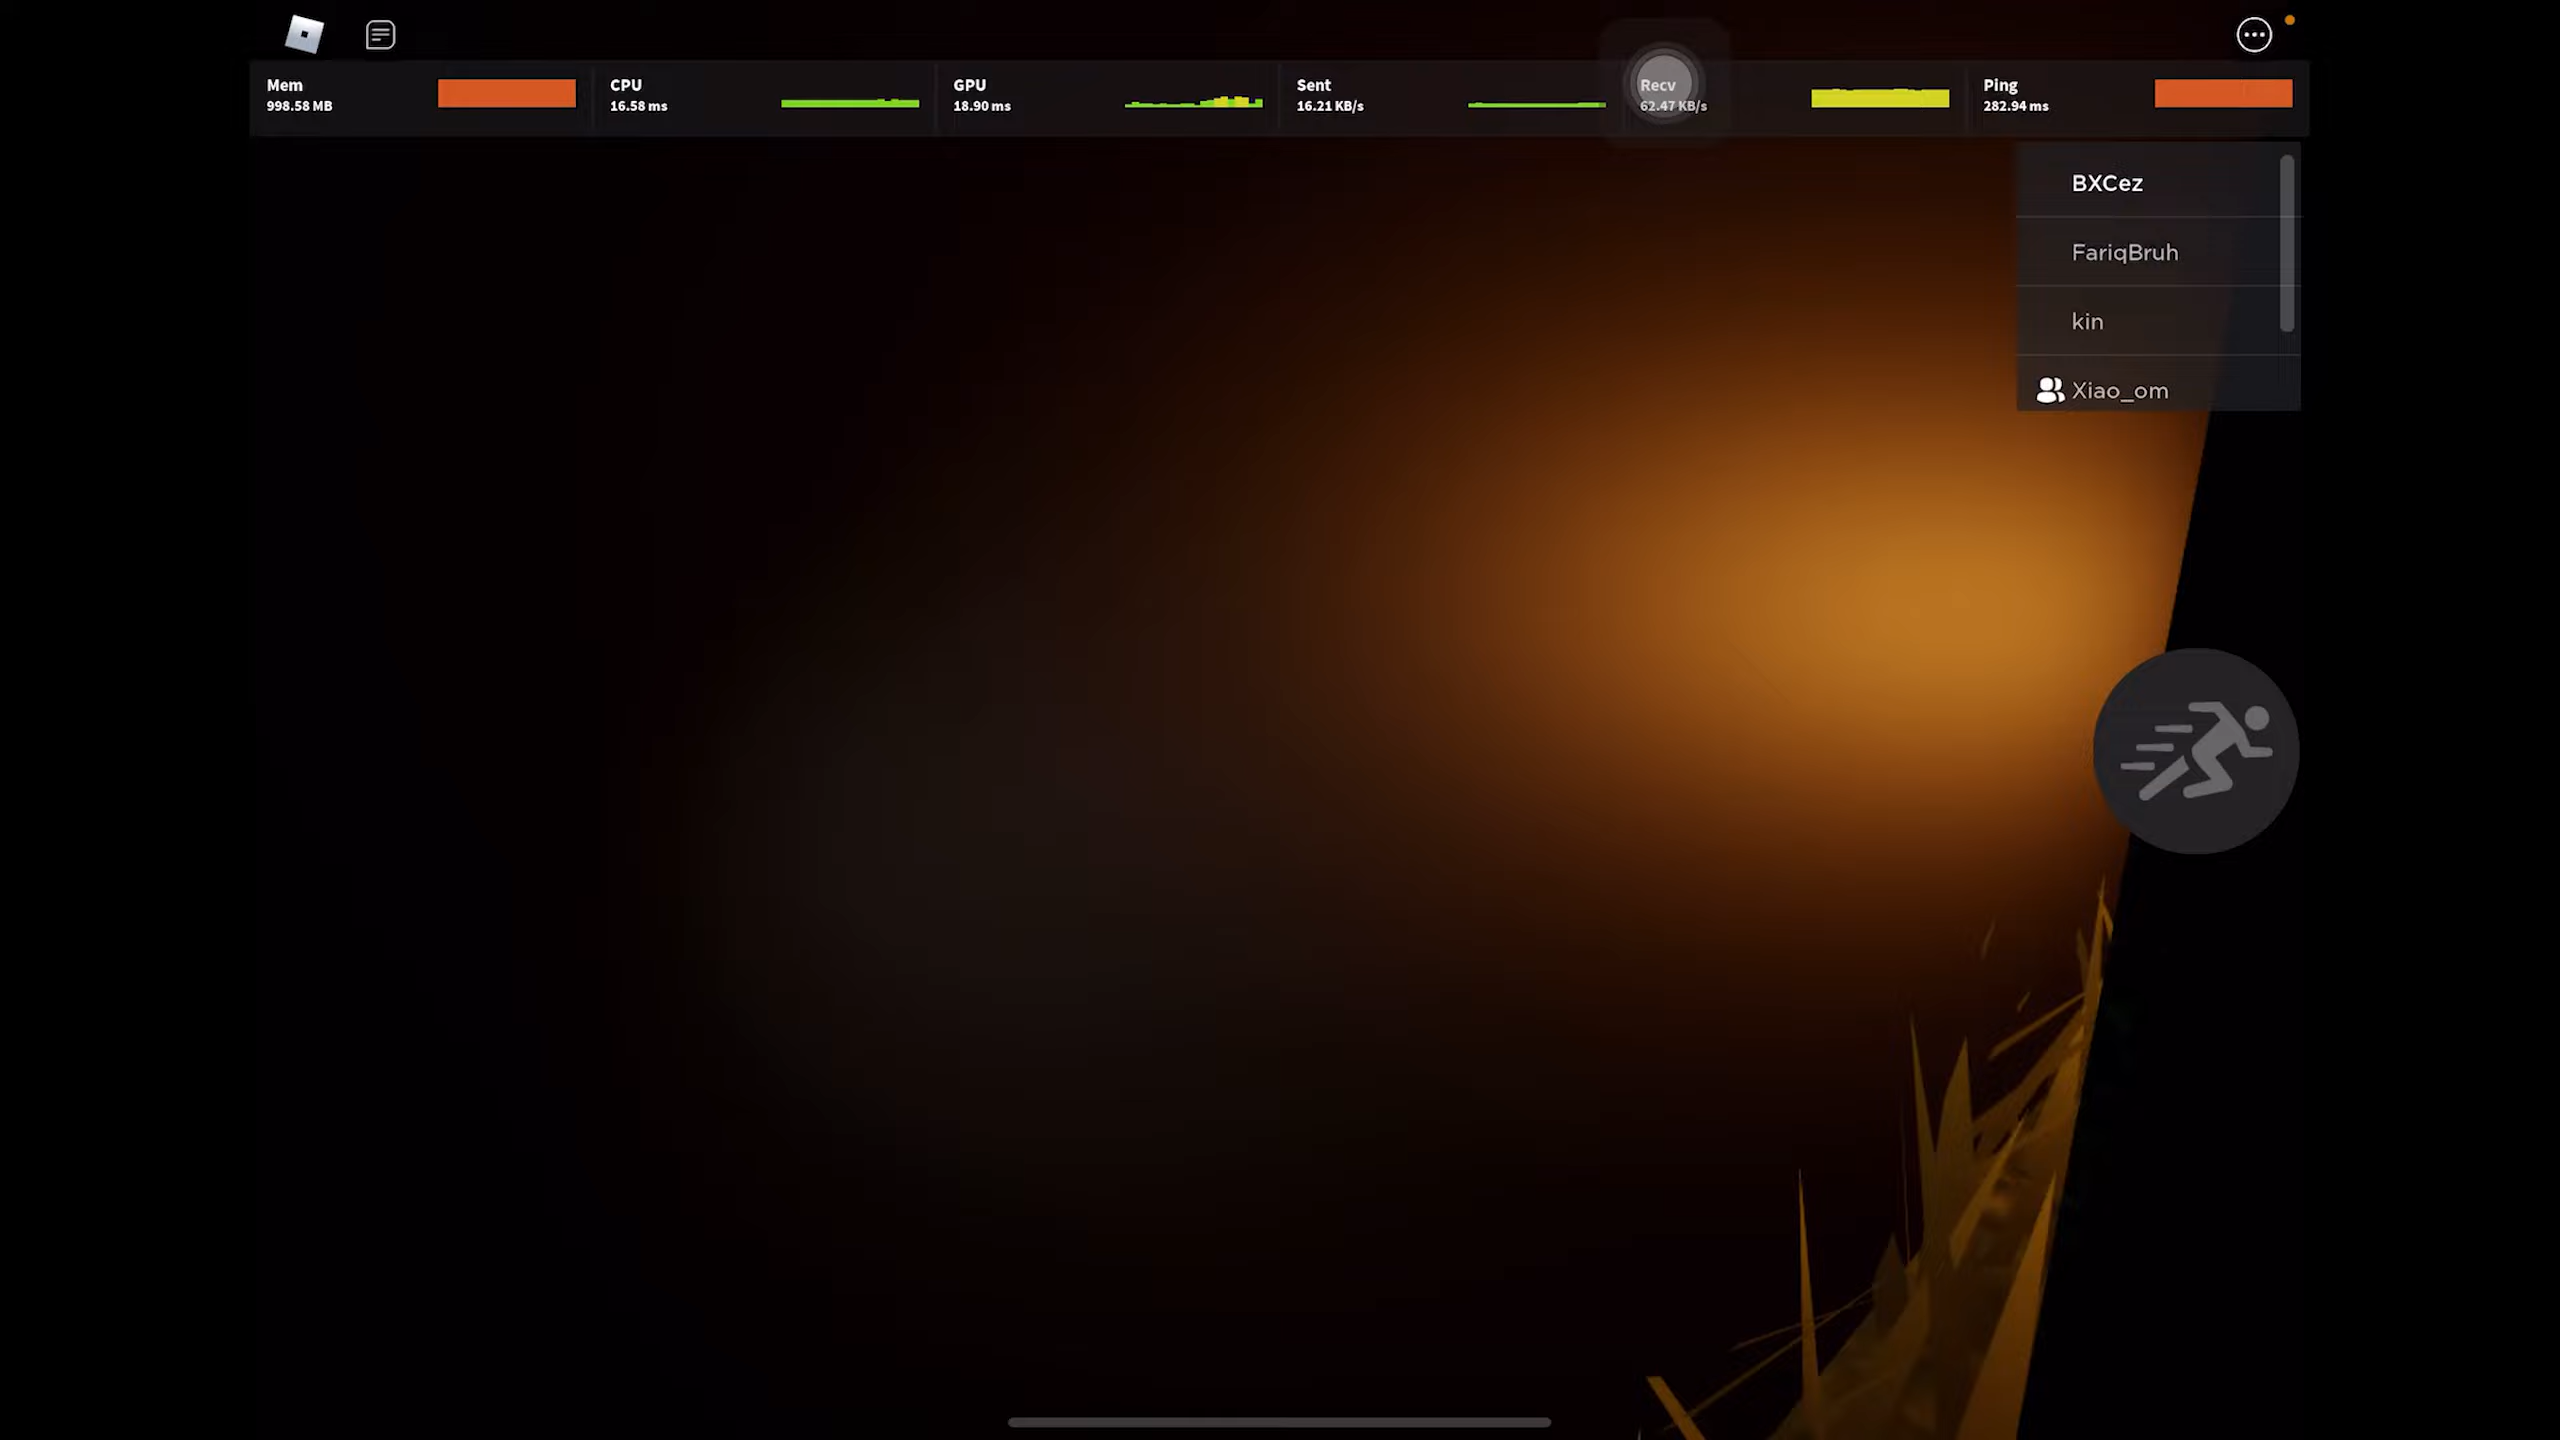 Mem
998.58 MB
CPU
16.58 ms
GPU
18.90 ms
Sent
16.21 KB/s
Recv
62.47 KB/s
Ping
282.94 ms
BXCez
FariqBruh
kin
Xiao_om